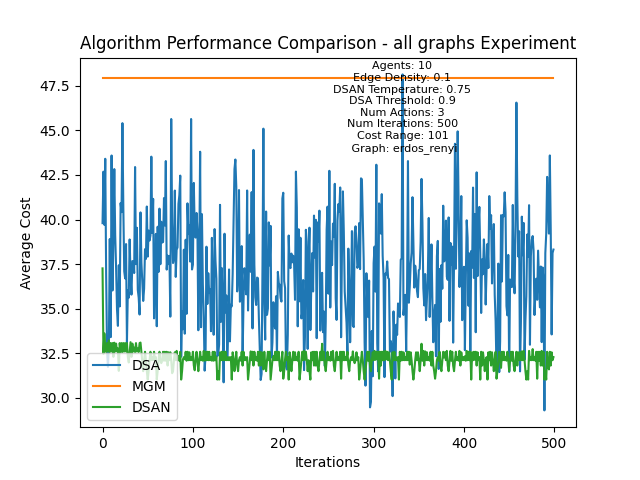 Algorithm Performance Comparison - all graphs Experiment
Agents: 10
Edge Density: 0.1
DSAN Temperature: 0.75
DSA Threshold: 0.9
Num Actions: 3
Num Iterations: 500
Cost Range: 101
Graph: erdos_renyi
Average Cost
47.5
45.0
42.5
40.0
37.5
35.0
32.5
30.0
DSA
MGM
DSAN
0
100
200
300
400
500
Iterations